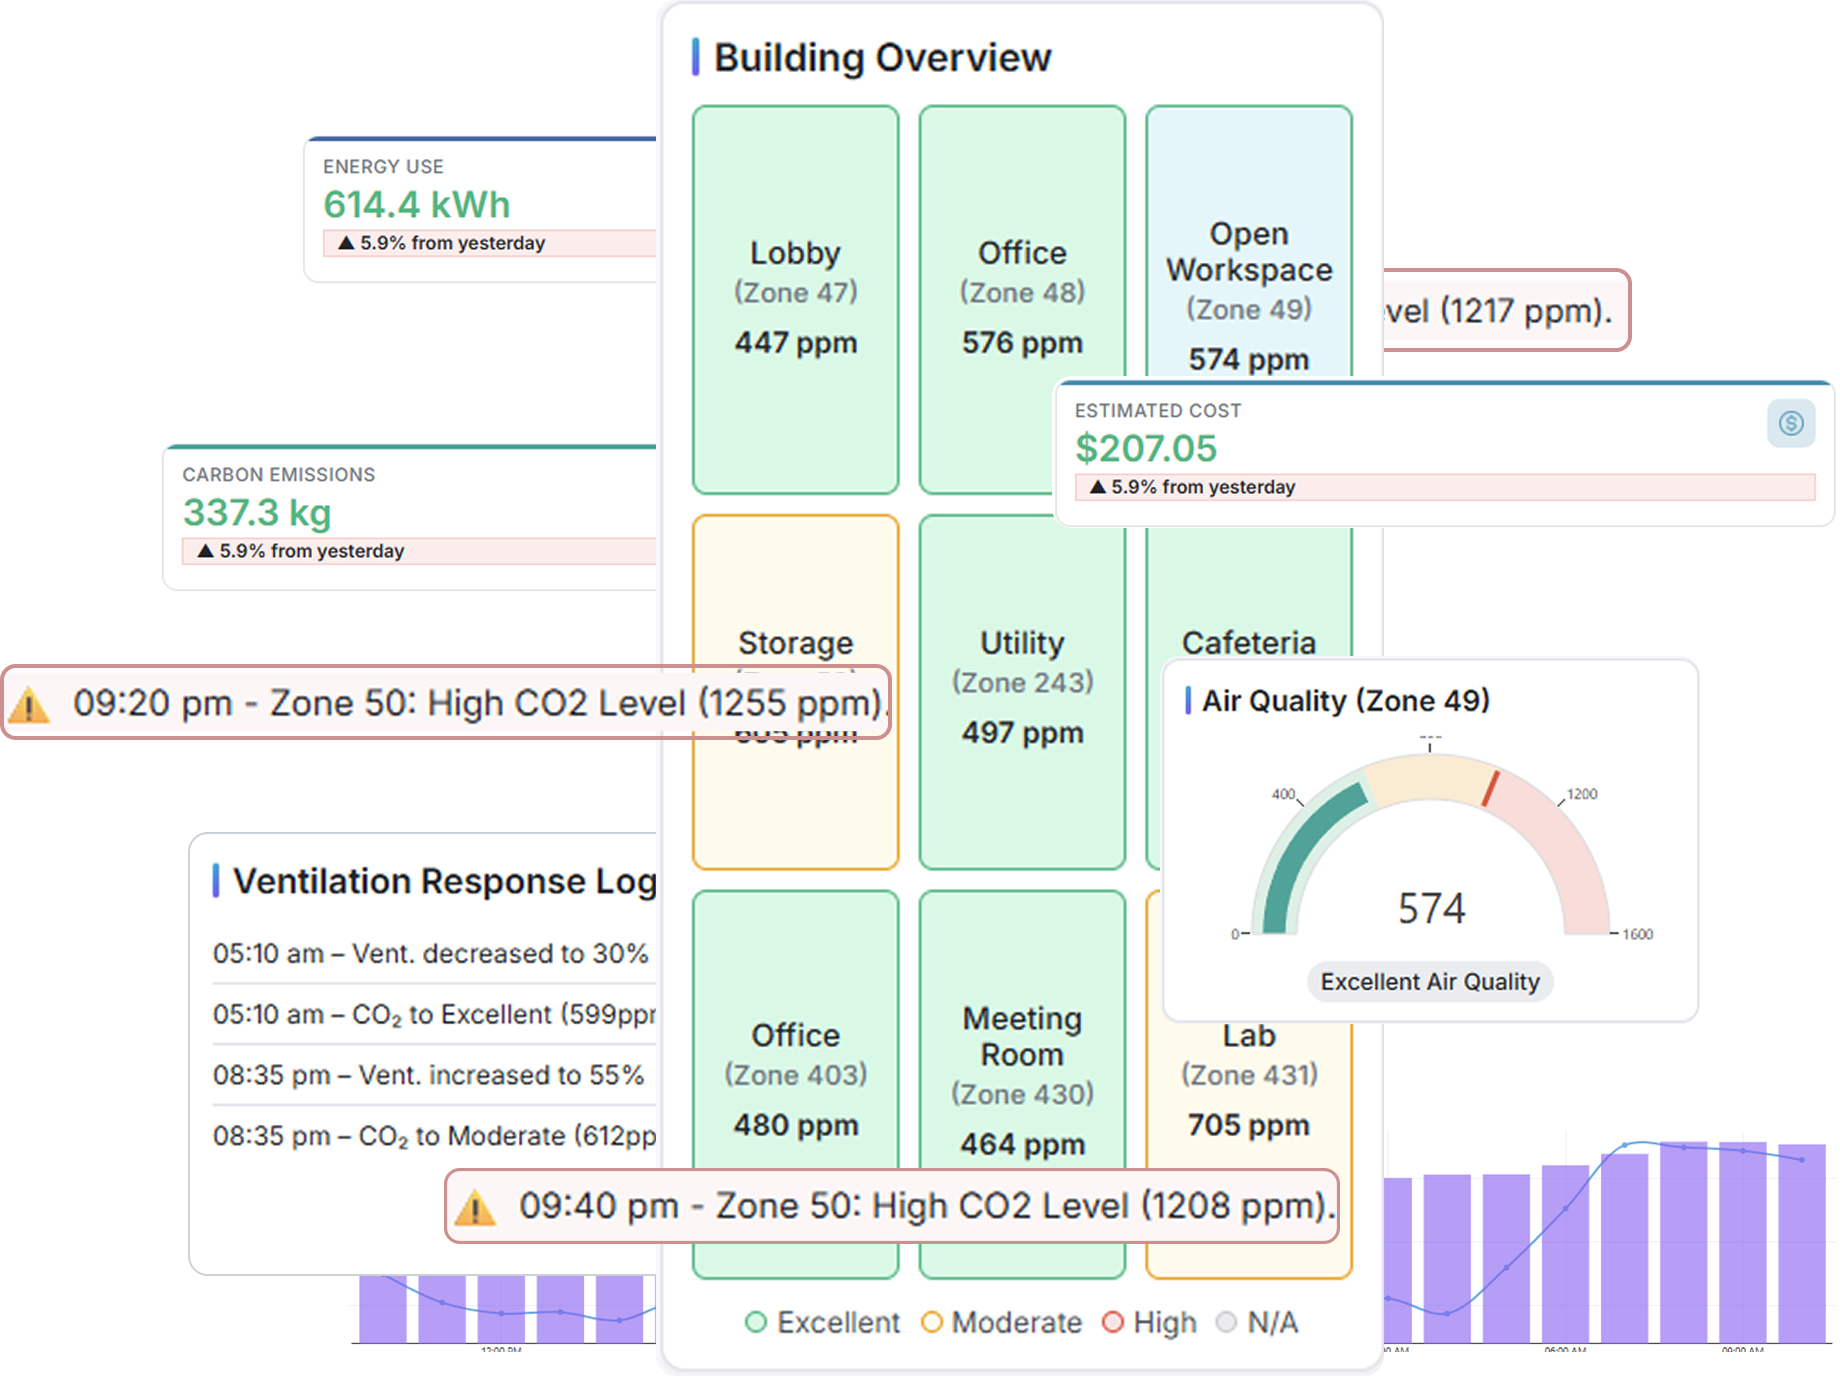 Building Overview
ENERGY USE
614.4 kWh
▲ 5.9% from yesterday
Lobby
(Zone 47)
447 ppm
Office
(Zone 48)
576 ppm
Open
Workspace
(Zone 49)
574 ppm
(1217 ppm).
ESTIMATED COST
$207.05
▲ 5.9% from yesterday
CARBON EMISSIONS
337.3 kg
▲ 5.9% from yesterday
Storage
Utility
(Zone 243)
497 ppm
Cafeteria
09:20 pm - Zone 50: High CO2 Level (1255 ppm).
Air Quality (Zone 49)
---
400
1200
0
1600
574
Excellent Air Quality
Ventilation Response Log
05:10 am – Vent. decreased to 30%
05:10 am – CO₂ to Excellent (599ppm
08:35 pm – Vent. increased to 55%
08:35 pm – CO₂ to Moderate (612pp
Office
(Zone 403)
480 ppm
Meeting
Room
(Zone 430)
464 ppm
Lab
(Zone 431)
705 ppm
09:40 pm - Zone 50: High CO2 Level (1208 ppm).
Excellent
Moderate
High
N/A
12:00 PM
06:00 AM
09:00 AM